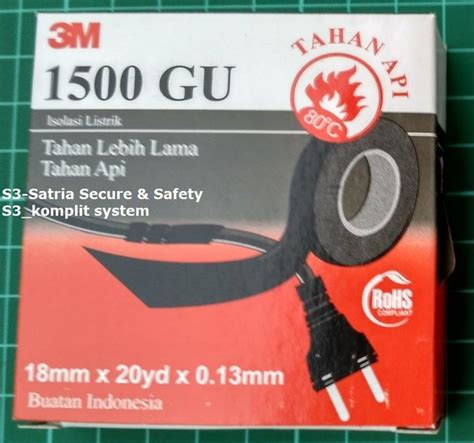 3M
TAHAN API
1500 GU
80°C
Isolasi Listrik
Tahan Lebih Lama
Tahan Api
S3-Satria Secure & Safety
S3_komplit system
RoHS
COMPLIANT
18mm x 20yd x 0.13mm
Buatan Indonesia